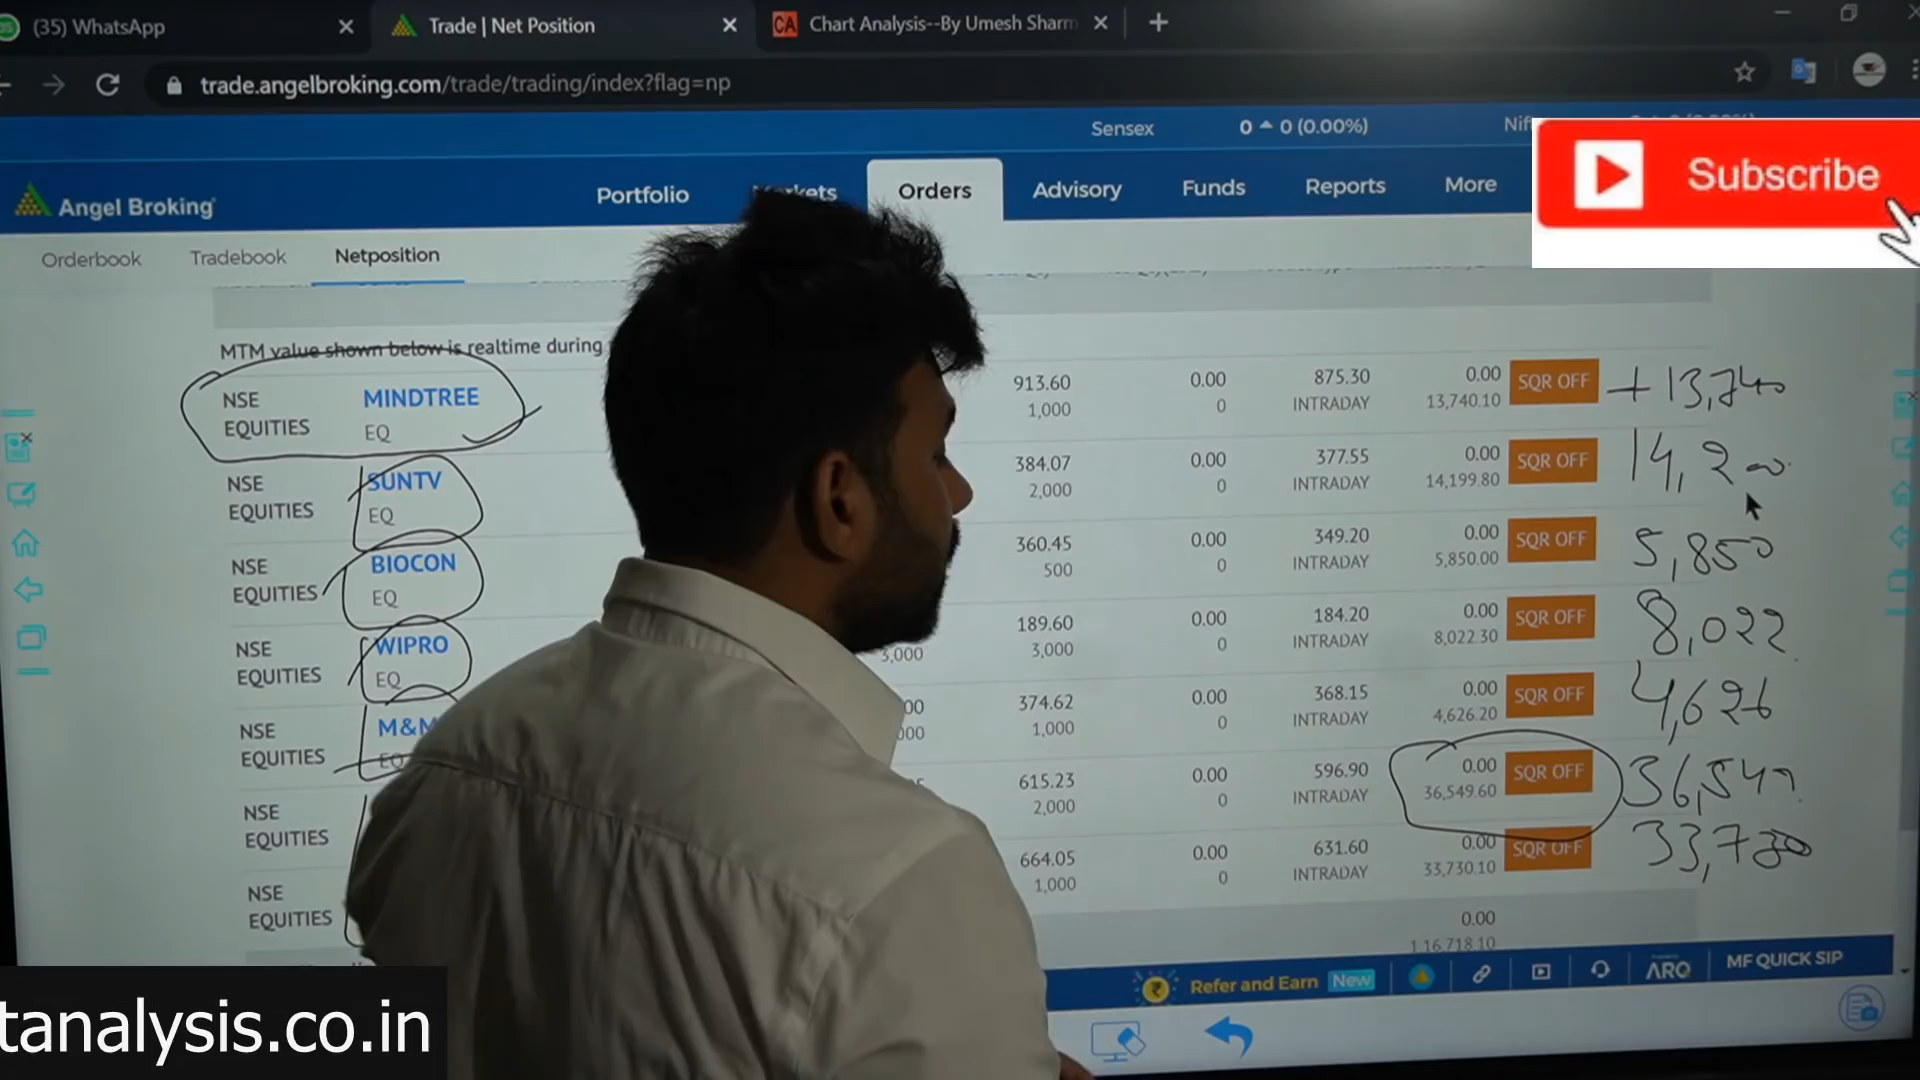 (35) WhatsApp
Trade | Net Position
CA Chart Analysis--By Umesh Sharm
trade.angelbroking.com/trade/trading/index?flag=np
Sensex 0 0 (0.00%)
Subscribe
Angel Broking
Portfolio Orders Advisory Funds Reports More
Orderbook Tradebook Netposition
MTM value shown below is realtime during
NSE MINDTREE 913.60 0.00 875.30 0.00 SQR OFF +13,740
EQUITIES EQ 1,000 0 INTRADAY 13,740.10
NSE SUNTV 384.07 0.00 377.55 0.00 SQR OFF 14,200
EQUITIES EQ 2,000 0 INTRADAY 14,199.80
NSE BIOCON 360.45 0.00 349.20 0.00 SQR OFF 5,850
EQUITIES EQ 500 0 INTRADAY 5,850.00
NSE WIPRO 189.60 0.00 184.20 0.00 SQR OFF 8,022
EQUITIES EQ 3,000 3,000 0 INTRADAY 8,022.30
NSE M&M 374.62 0.00 368.15 0.00 SQR OFF 4,626
EQUITIES EQ 1,000 0 INTRADAY 4,626.20
NSE 615.23 0.00 596.90 0.00 SQR OFF 36,549
EQUITIES 2,000 0 INTRADAY 36,549.60
NSE 664.05 0.00 631.60 0.00 SQR OFF 33,730
EQUITIES 1,000 0 INTRADAY 33,730.10
0.00
1,16,718.10
Refer and Earn New ARQ MF QUICK SIP
tanalysis.co.in